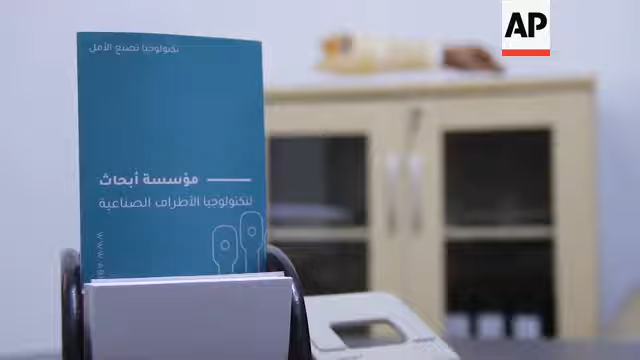 AP
تكنولوجيا تصنع الأمل
مؤسسة أبحاث
لتكنولوجيا الأطراف الصناعية